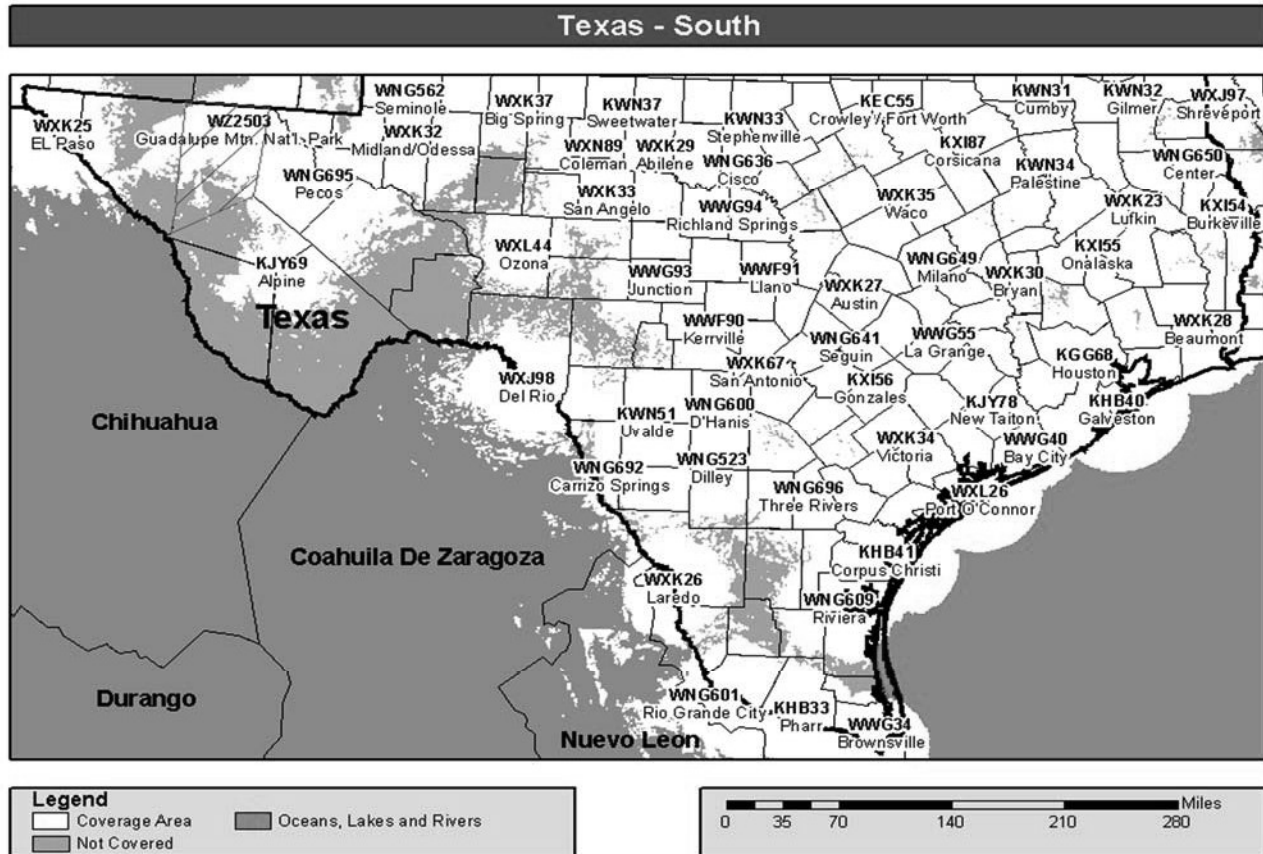 Texas - South
WXK25
EL Paso
WZ2503
Guadalupe Mtn. Nat'l. Park
WNG562
Seminole
WXK32
Midland/Odessa
WNG695
Pecos
WXK37
Big Spring
KWN37
Sweetwater
WXN89
Coleman
WXK29
Abilene
KWN33
Stephenville
WNG636
Cisco
KEC55
Crowley / Fort Worth
KXI87
Corsicana
KWN31
Cumby
KWN32
Gilmer
WXJ97
Shreveport
KWN34
Palestine
WNG650
Center
WXK33
San Angelo
WWG94
Richland Springs
WXK35
Waco
WXK23
Lufkin
KXI54
Burkeville
KJY69
Alpine
WXL44
Ozona
WWG93
Junction
WWF91
Llano
WXK27
Austin
WNG649
Milano
WXK30
Bryan
KXI55
Onalaska
Texas
WWF90
Kerrville
WNG641
Seguin
WWG55
La Grange
WXK28
Beaumont
KGG68
Houston
WXJ98
Del Rio
WXK67
San Antonio
KXI56
Gonzales
KHB40
Galveston
Chihuahua
KWN51
Uvalde
WNG600
D'Hanis
KJY78
New Taiton
WWG40
Bay City
WXK34
Victoria
WNG692
Carrizo Springs
WNG523
Dilley
WNG696
Three Rivers
WXL26
Port O'Connor
Coahuila De Zaragoza
KHB41
Corpus Christi
WXK26
Laredo
WNG609
Riviera
Durango
WNG601
Rio Grande City
KHB33
Pharr
WWG34
Brownsville
Nuevo Leon
Legend
Coverage Area
Oceans, Lakes and Rivers
Not Covered
Miles
0 35 70 140 210 280